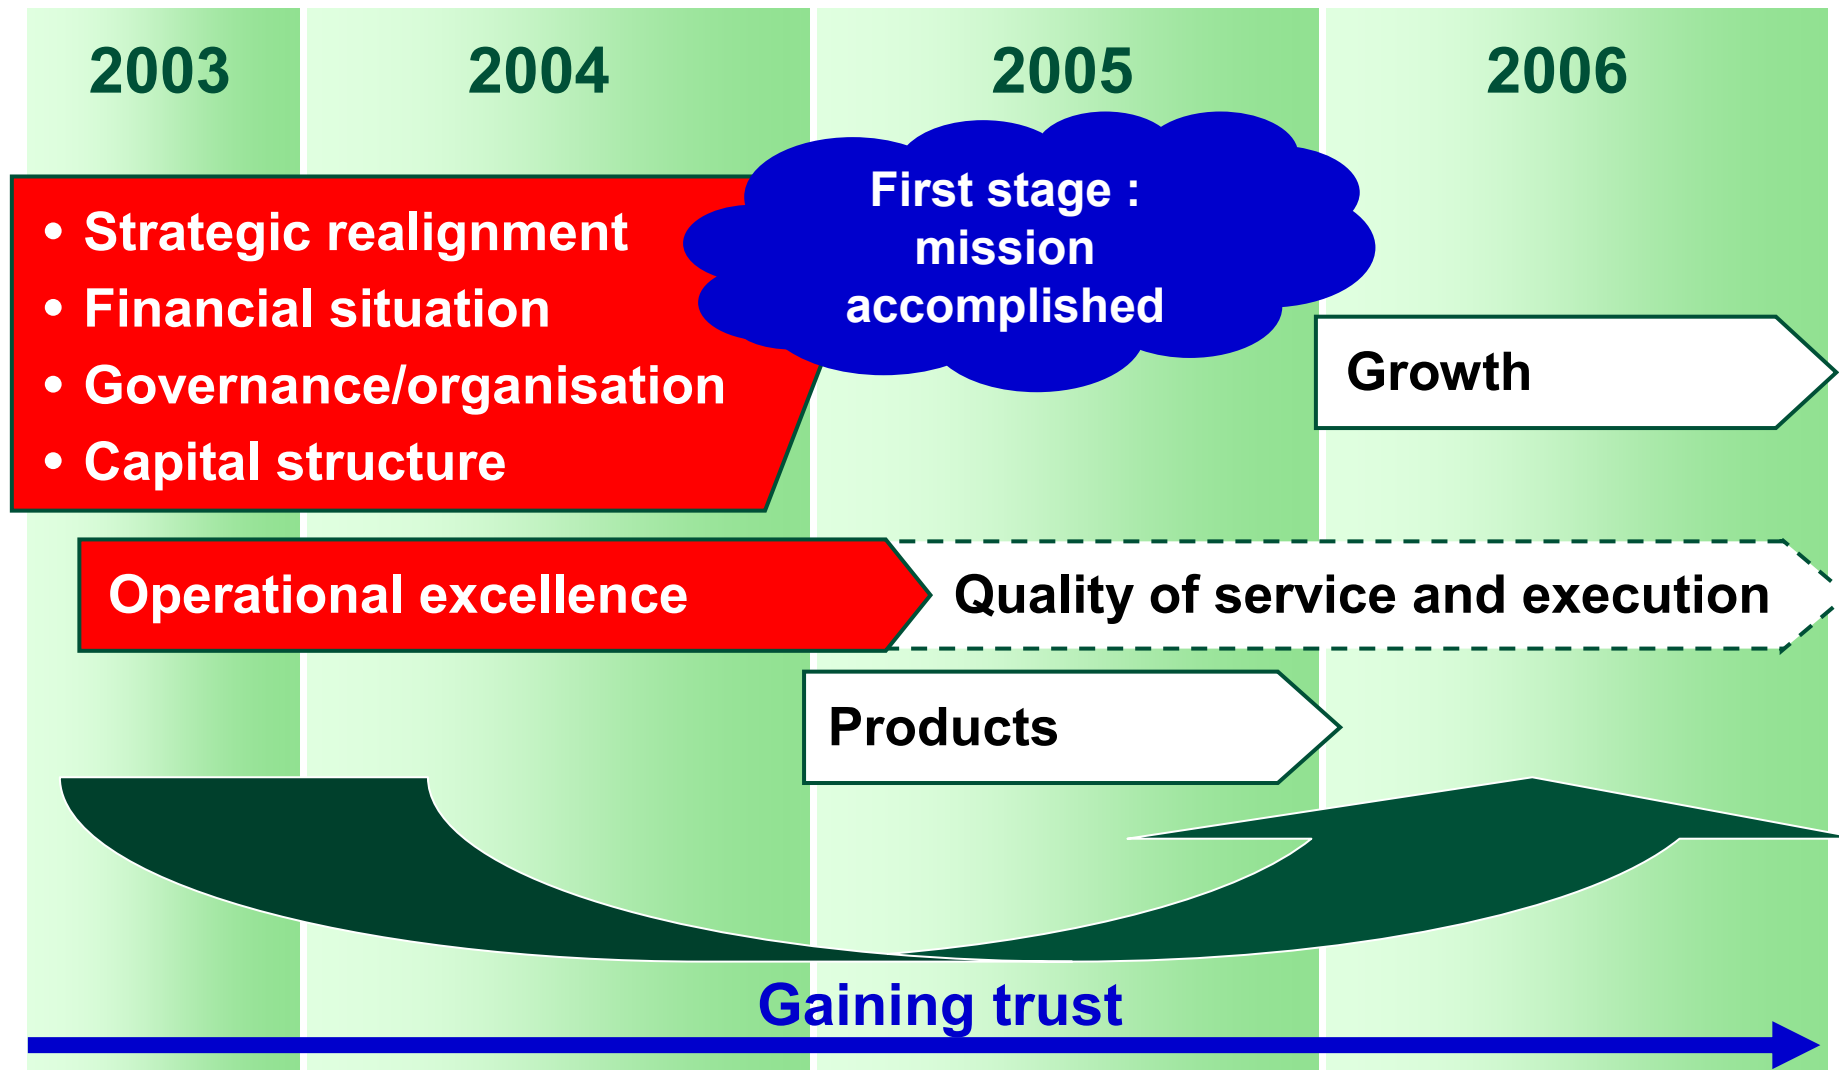 2003
2004
2005
2006
First stage :
mission
accomplished
• Strategic realignment
• Financial situation
• Governance/organisation
• Capital structure
Growth
Operational excellence
Quality of service and execution
Products
Gaining trust